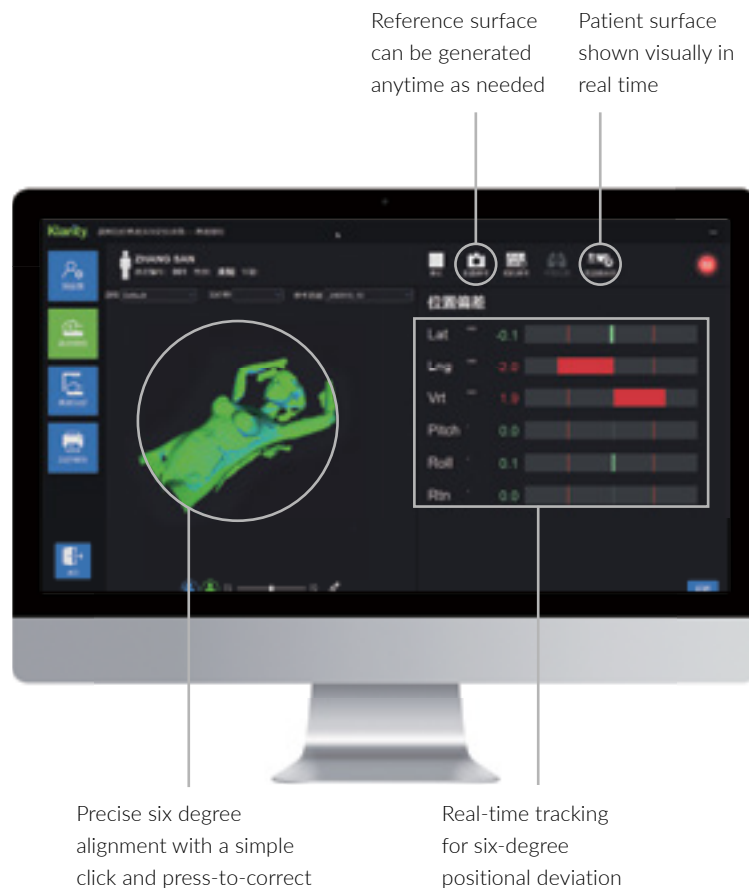 Reference surface
can be generated
anytime as needed
Patient surface
shown visually in
real time
Klarity
ZHANG SAN
位置偏差
Lat -0.1
Lng -2.0
Vrt 1.9
Pitch 0.0
Roll 0.1
Rtn 0.0
Precise six degree
alignment with a simple
click and press-to-correct
Real-time tracking
for six-degree
positional deviation